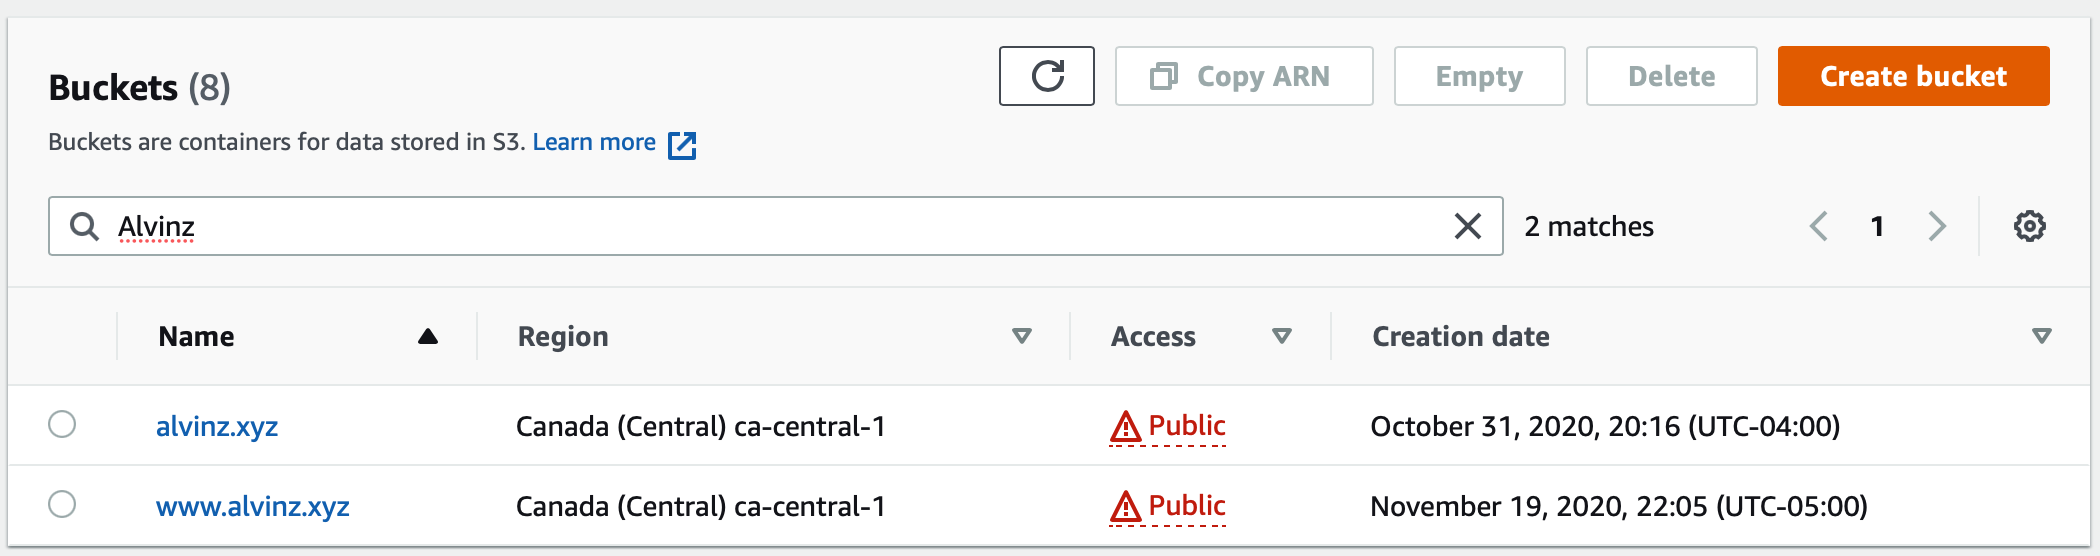 Buckets (8)
Copy ARN
Empty
Delete
Create bucket
Buckets are containers for data stored in S3. Learn more
Alvinz
2 matches
1
Name Region Access Creation date
alvinz.xyz Canada (Central) ca-central-1 Public October 31, 2020, 20:16 (UTC-04:00)
www.alvinz.xyz Canada (Central) ca-central-1 Public November 19, 2020, 22:05 (UTC-05:00)